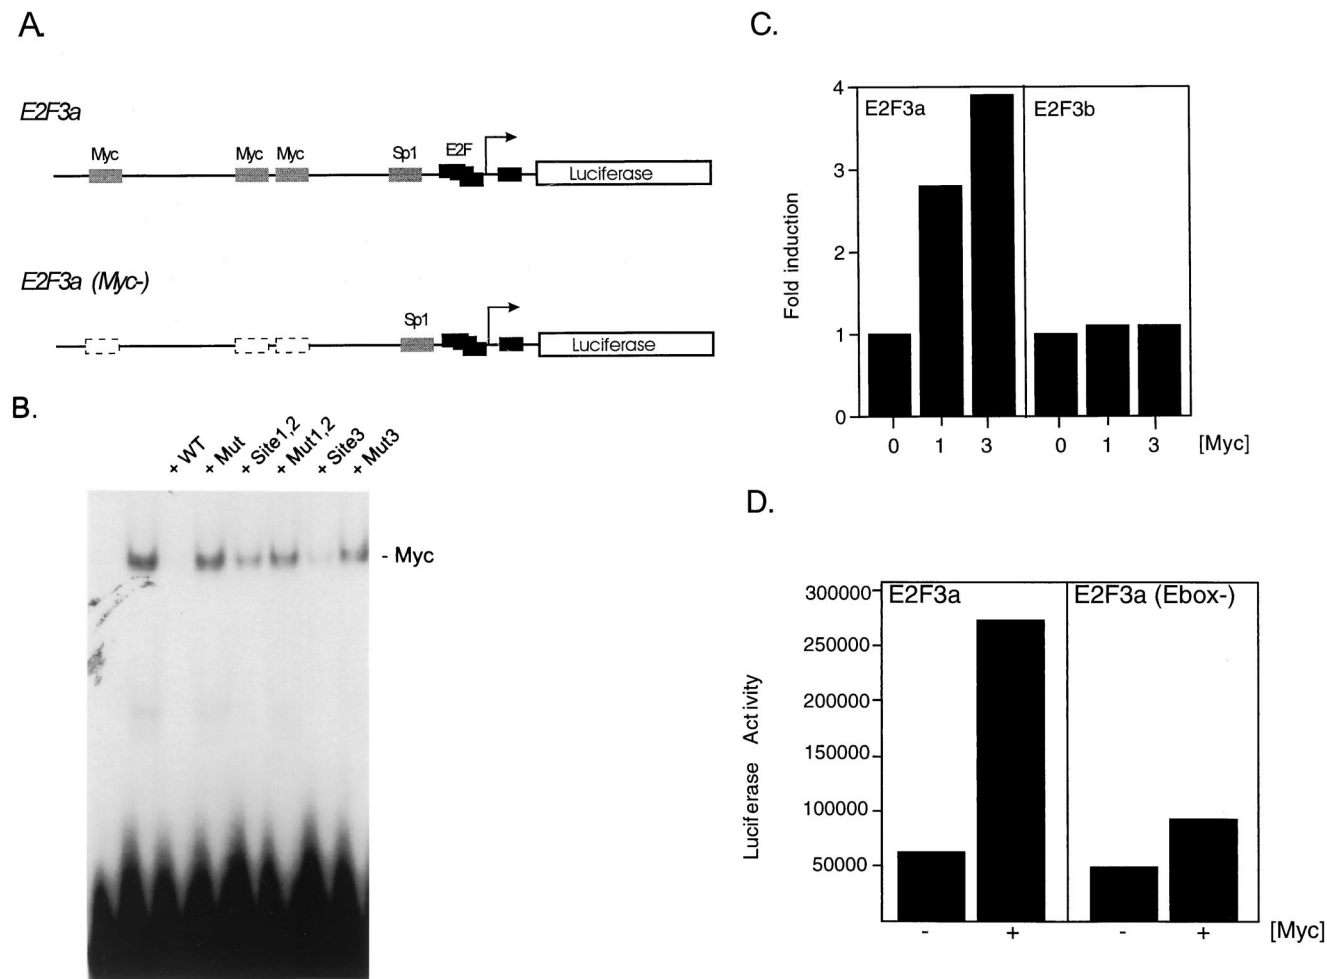 A.
E2F3a
Myc Myc Myc Sp1 E2F
Luciferase
E2F3a (Myc-)
Sp1
Luciferase
B.
+ WT
+ Mut
+ Site1,2
+ Mut1,2
+ Site3
+ Mut3
- Myc
C.
E2F3a E2F3b
Fold induction
4
3
2
1
0
0 1 3 0 1 3 [Myc]
D.
E2F3a E2F3a (Ebox-)
Luciferase Activity
300000
250000
200000
150000
100000
50000
- + - + [Myc]